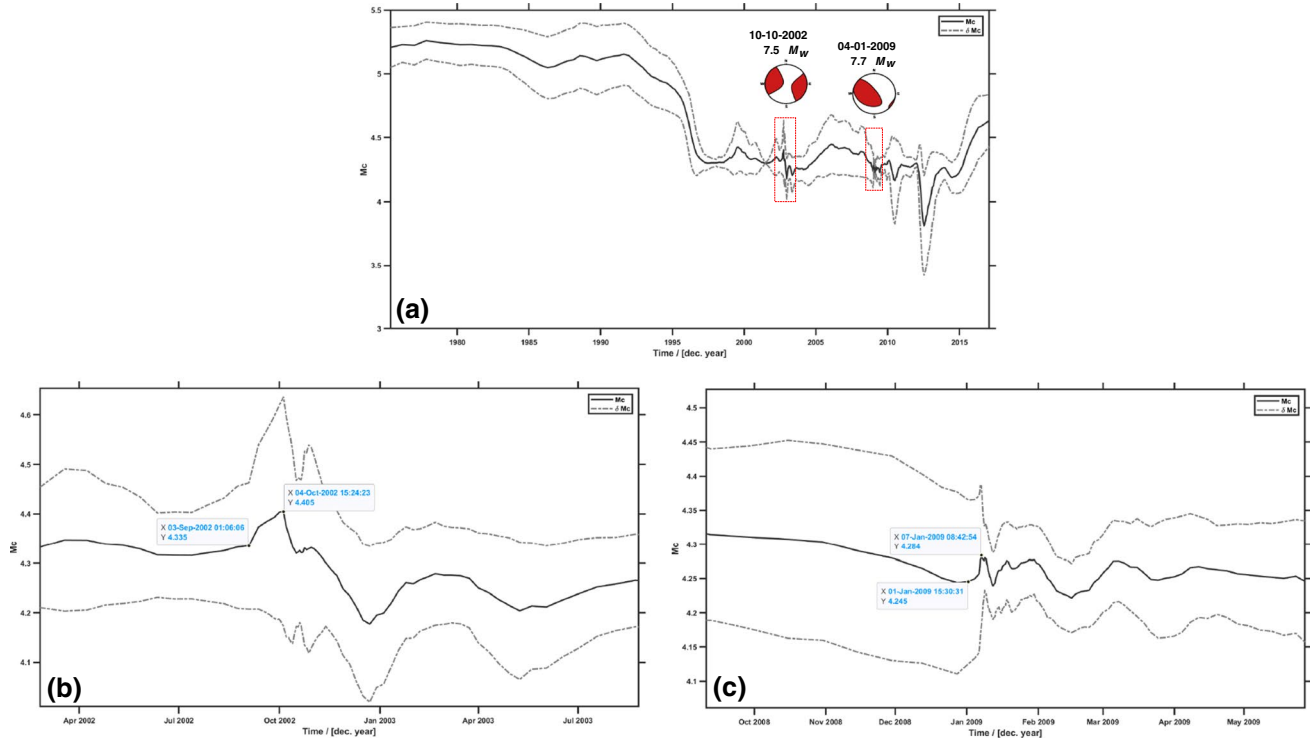 5.5
5
4.5
4
3.5
3
Mc
Mc
δ Mc
10-10-2002
7.5 Mw
04-01-2009
7.7 Mw
(a)
1980
1985
1990
1995
2000
2005
2010
2015
Time / [dec. year]
4.6
4.5
4.4
4.3
4.2
4.1
Mc
Mc
δ Mc
X 04-Oct-2002 15:24:23
Y 4.405
X 03-Sep-2002 01:06:06
Y 4.335
(b)
Apr 2002
Jul 2002
Oct 2002
Jan 2003
Apr 2003
Jul 2003
Time / [dec. year]
4.5
4.45
4.4
4.35
4.3
4.25
4.2
4.15
4.1
Mc
Mc
δ Mc
X 07-Jan-2009 08:42:54
Y 4.284
X 01-Jan-2009 15:30:31
Y 4.245
(c)
Oct 2008
Nov 2008
Dec 2008
Jan 2009
Feb 2009
Mar 2009
Apr 2009
May 2009
Time / [dec. year]